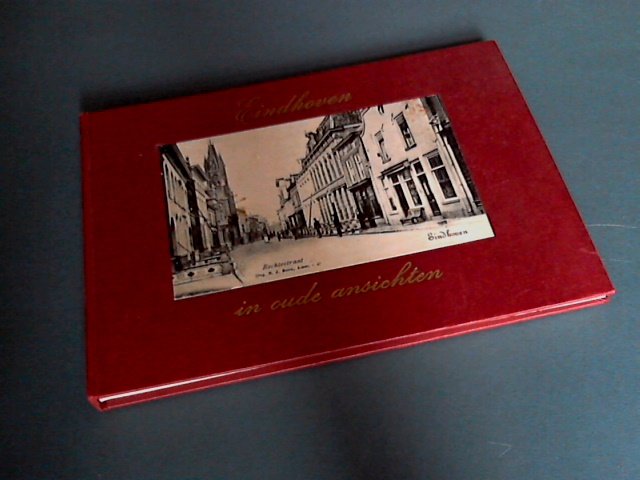 Eindhoven
Rechtestraat
Eindhoven
in oude ansichten